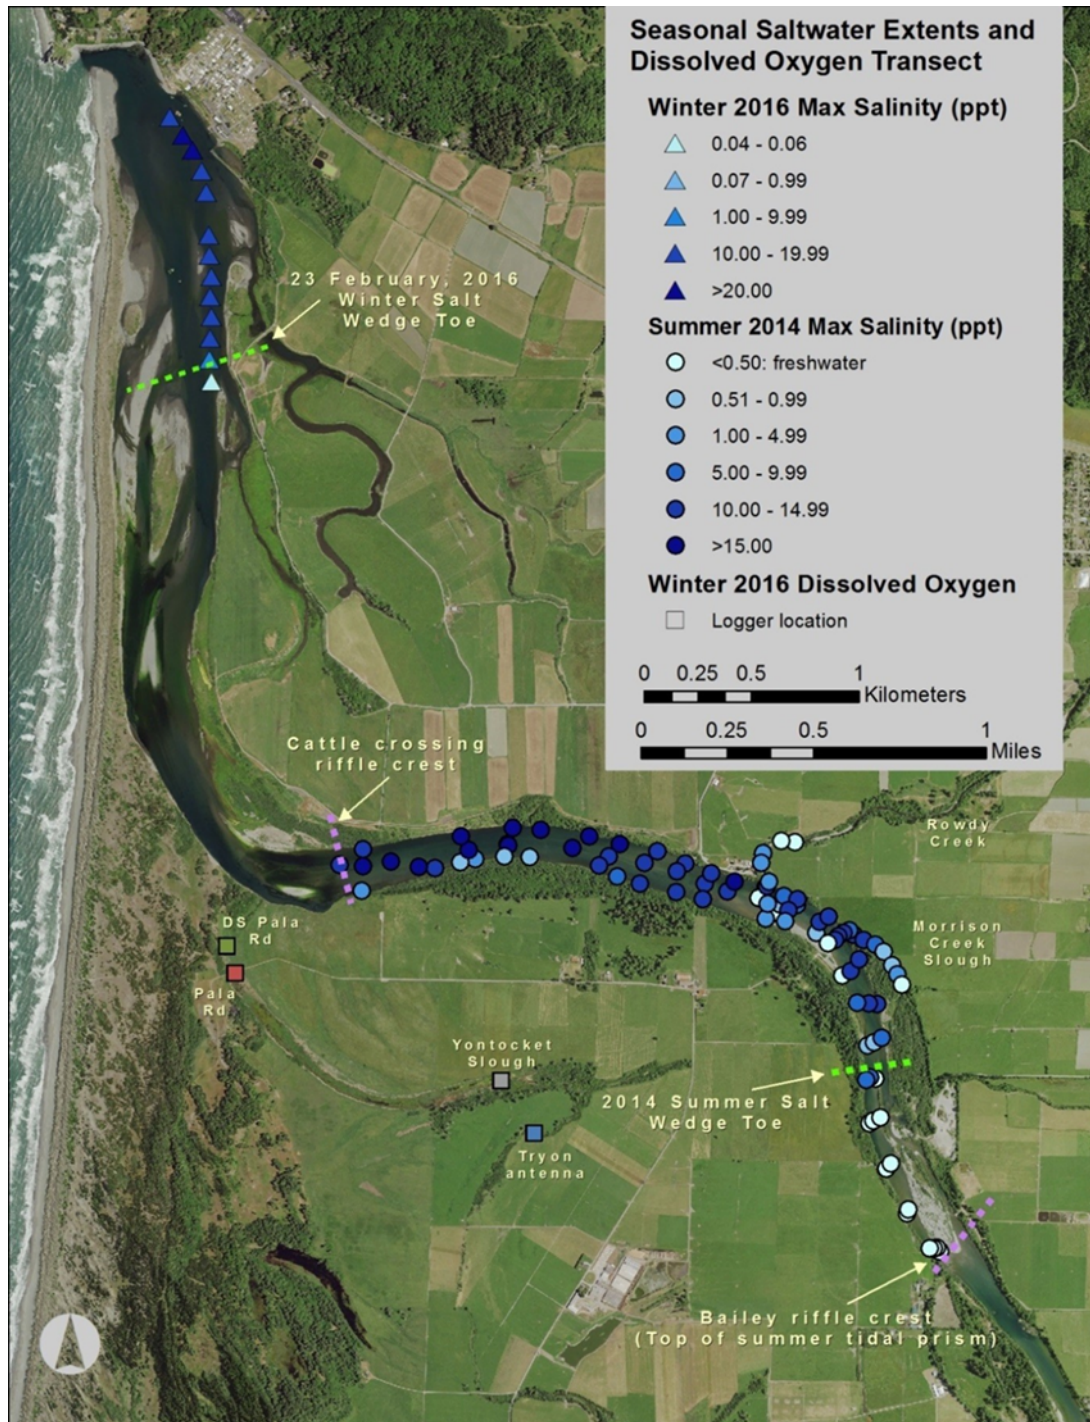 Seasonal Saltwater Extents and
Dissolved Oxygen Transect
Winter 2016 Max Salinity (ppt)
0.04 - 0.06
0.07 - 0.99
1.00 - 9.99
10.00 - 19.99
>20.00
Summer 2014 Max Salinity (ppt)
<0.50: freshwater
0.51 - 0.99
1.00 - 4.99
5.00 - 9.99
10.00 - 14.99
>15.00
Winter 2016 Dissolved Oxygen
Logger location
0 0.25 0.5 1
Kilometers
0 0.25 0.5 1
Miles
23 February, 2016
Winter Salt
Wedge Toe
Cattle crossing
riffle crest
Rowdy
Creek
Morrison
Creek
Slough
DS Pala
Rd
Pala
Rd
Yontocket
Slough
2014 Summer Salt
Wedge Toe
Tryon
antenna
Bailey riffle crest
(Top of summer tidal prism)